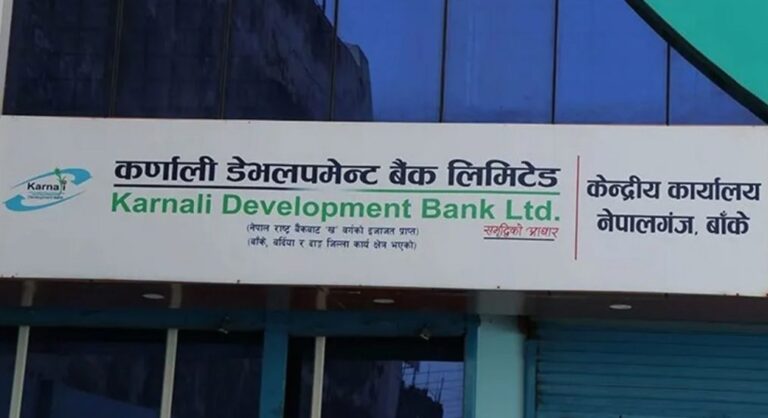 Karnali
कर्णाली डेभलपमेन्ट बैंक लिमिटेड
Karnali Development Bank Ltd.
(नेपाल राष्ट्र बैंकबाट 'ख' वर्गको इजाजत प्राप्त)
(बाँके, बर्दिया र दाङ जिल्ला कार्य क्षेत्र भएको)
समृद्धिको आधार
केन्द्रीय कार्यालय
नेपालगंज, बाँके